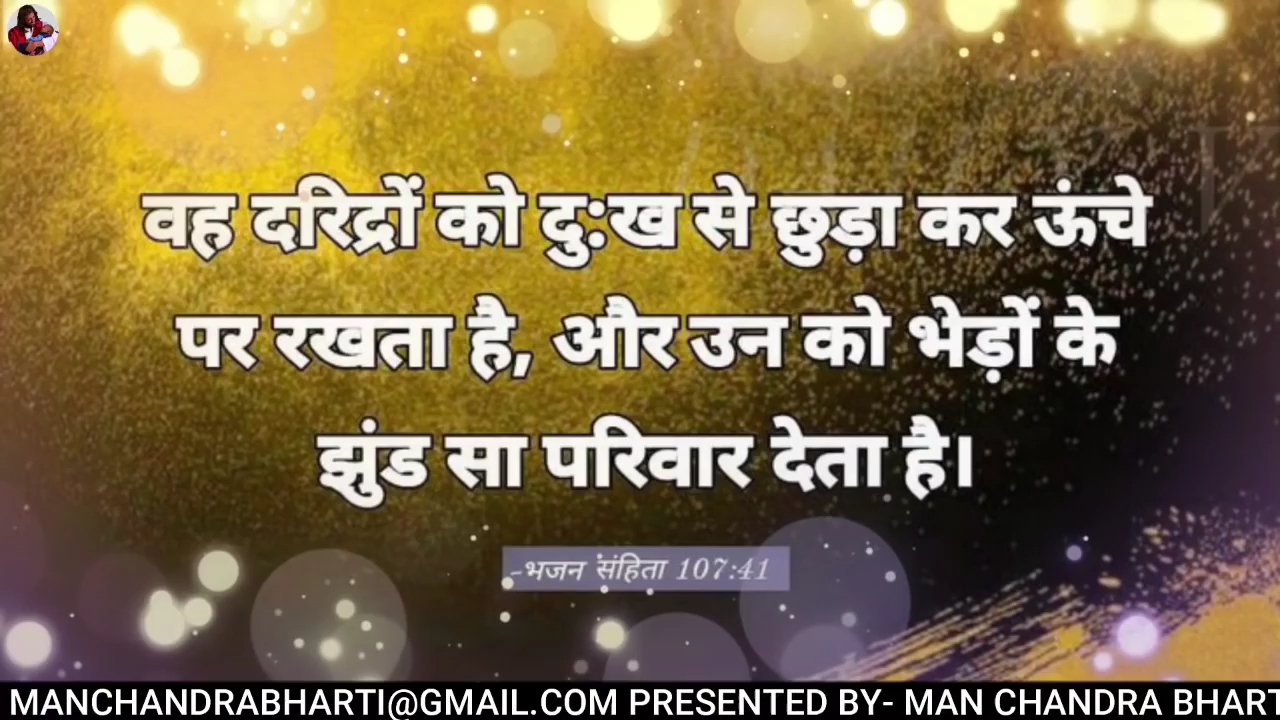 वह दरिद्रों को दु:ख से छुड़ा कर ऊंचे
पर रखता है, और उन को भेड़ों के
झुंड सा परिवार देता है।
-भजन संहिता 107:41
MANCHANDRABHARTI@GMAIL.COM PRESENTED BY- MAN CHANDRA BHART